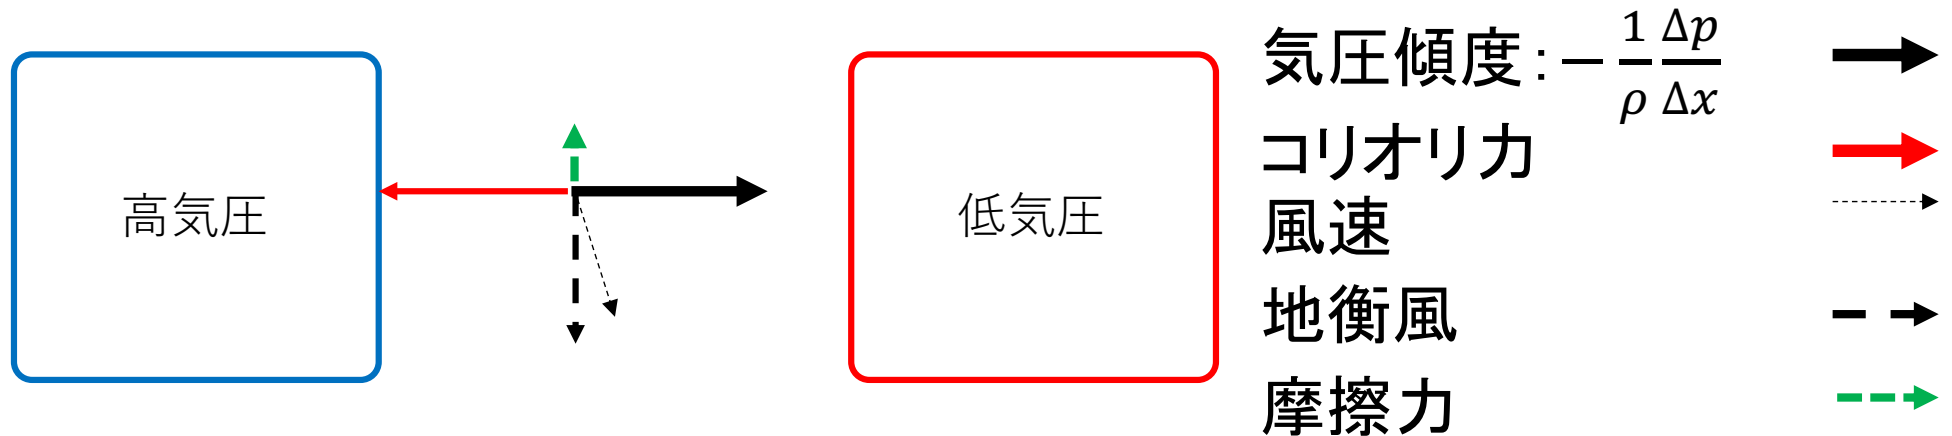 高気圧
低気圧
気圧傾度:− 1/ρ Δp/Δx
コリオリ力
風速
地衡風
摩擦力